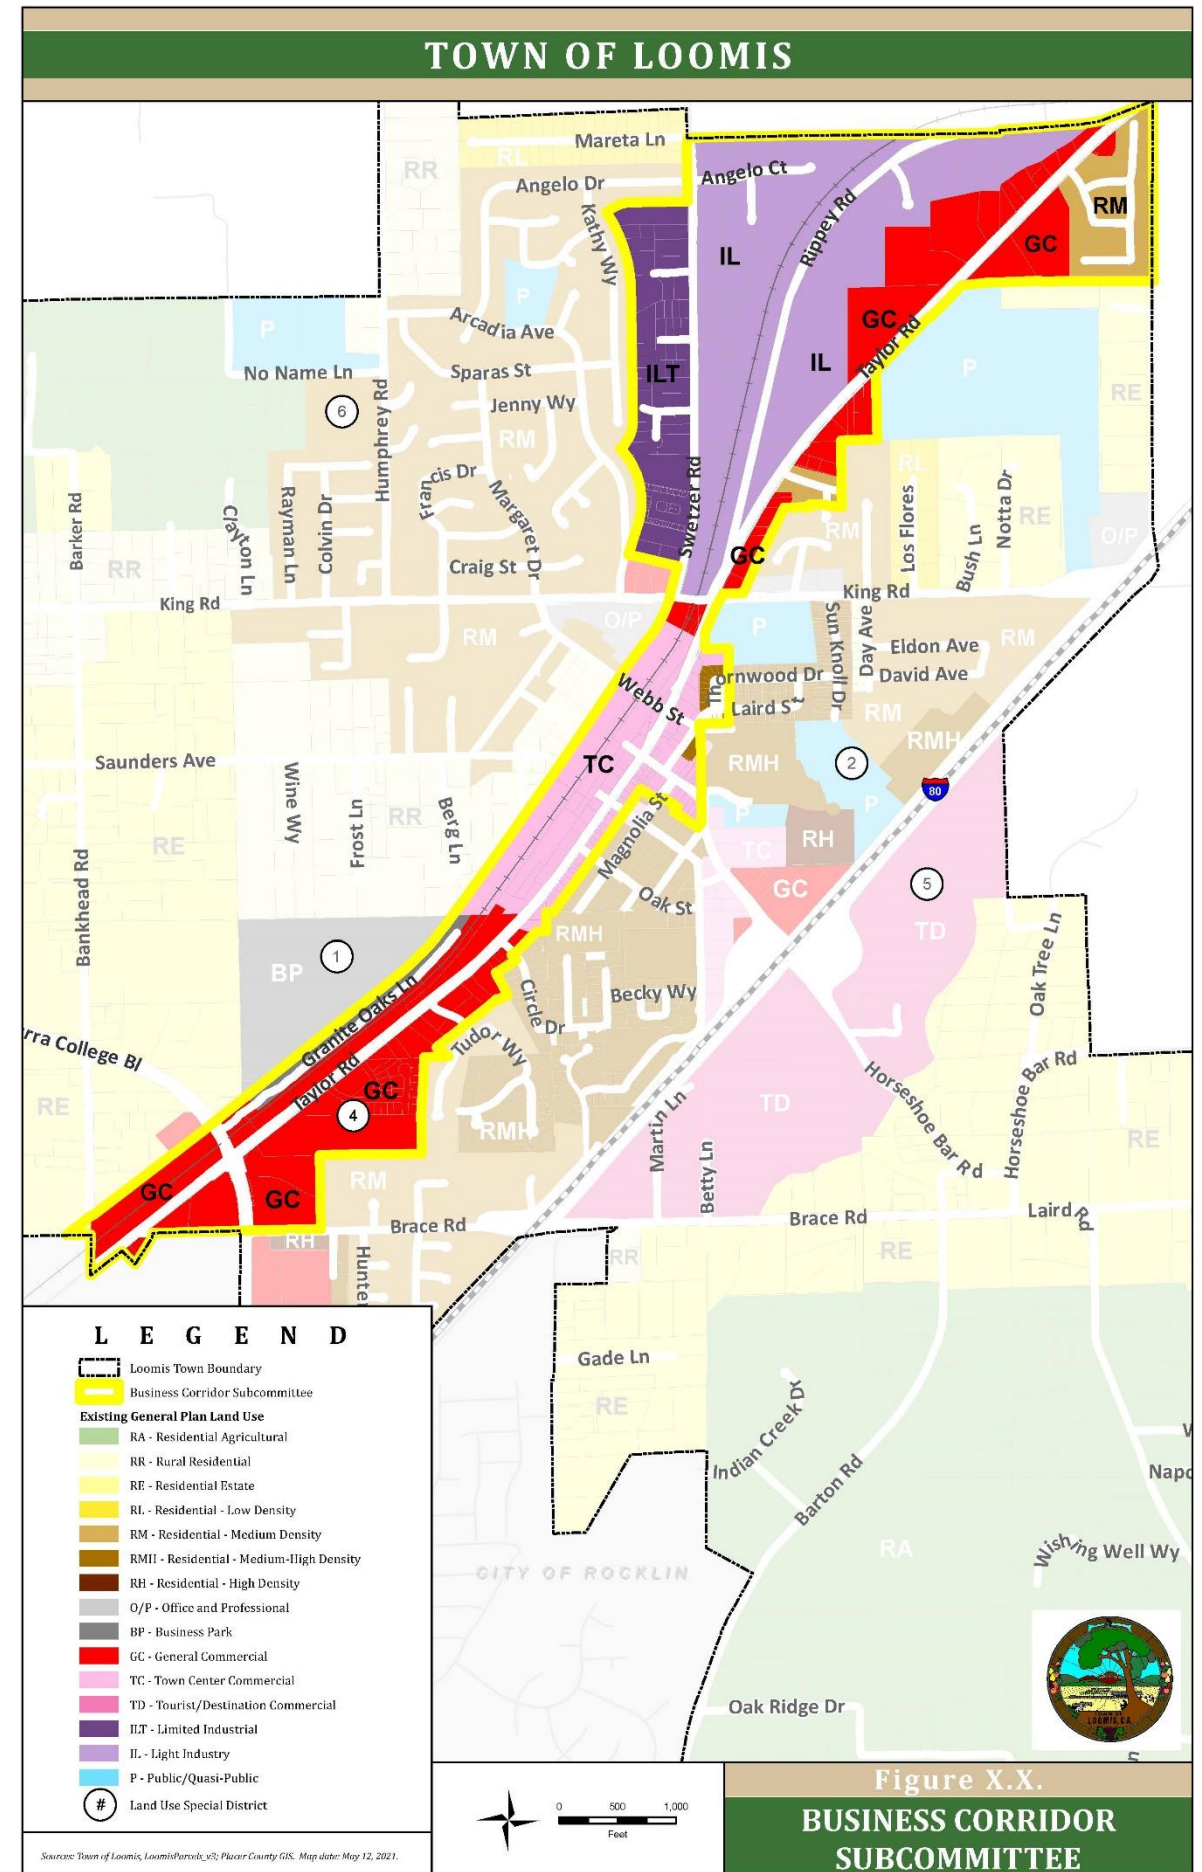 TOWN OF LOOMIS
Mareta Ln
RL
RR
Angelo Dr
Angelo Ct
Kathy Wy
Rippey Rd
RM
IL
GC
P
Arcadia Ave
P
GC
Taylor Rd
No Name Ln
Sparas St
ILT
IL
P
RE
6
Humphrey Rd
Jenny Wy
RM
RL
Francis Dr
Margaret Dr
Swetzer Rd
Barker Rd
Clayton Ln
Rayman Ln
Colvin Dr
Los Flores
Bush Ln
Notta Dr
RE
RM
O/P
RR
Craig St
GC
King Rd
King Rd
O/P
P
Sun Knoll Dr
Day Ave
RM
Eldon Ave
RM
Thornwood Dr
David Ave
Webb St
Laird St
RM
RMH
Saunders Ave
TC
RMH
2
80
Wine Wy
Frost Ln
RR
Berg Ln
P
P
Magnolia St
RE
TC
RH
Bankhead Rd
GC
5
Oak St
TD
RMH
BP
1
Oak Tree Ln
Circle Dr
Becky Wy
Granite Oaks Ln
rra College Bl
Tudor Wy
Taylor Rd
GC
Horseshoe Bar Rd
Horseshoe Bar Rd
RE
4
TD
Martin Ln
RMH
RE
Betty Ln
RM
GC
GC
Brace Rd
Brace Rd
Laird Rd
RH
Hunte
RR
RE
Gade Ln
RE
Indian Creek Dr
Barton Rd
Napo
RA
Wishing Well Wy
CITY OF ROCKLIN
Oak Ridge Dr
LOOMIS, CA
LEGEND
Loomis Town Boundary
Business Corridor Subcommittee
Existing General Plan Land Use
RA - Residential Agricultural
RR - Rural Residential
RE - Residential Estate
RL - Residential - Low Density
RM - Residential - Medium Density
RMH - Residential - Medium-High Density
RH - Residential - High Density
O/P - Office and Professional
BP - Business Park
GC - General Commercial
TC - Town Center Commercial
TD - Tourist/Destination Commercial
ILT - Limited Industrial
IL - Light Industry
P - Public/Quasi-Public
# Land Use Special District
Sources: Town of Loomis, LoomisParcels_v3; Placer County GIS. Map date: May 12, 2021.
0 500 1,000
Feet
Figure X.X.
BUSINESS CORRIDOR
SUBCOMMITTEE